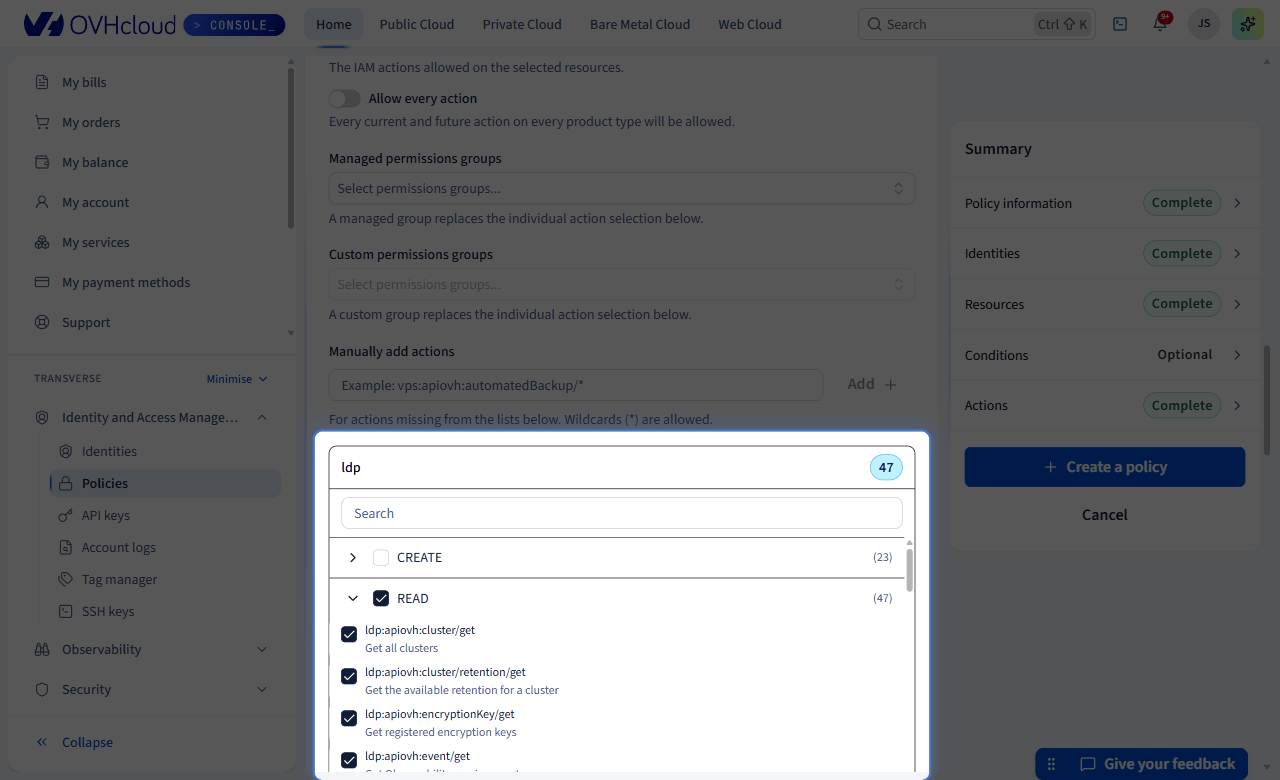 OVHcloud > CONSOLE_ Home Public Cloud Private Cloud Bare Metal Cloud Web Cloud Search Ctrl ⇧ K 9+ JS
My bills
My orders
My balance
My account
My services
My payment methods
Support
TRANSVERSE Minimise
Identity and Access Manage...
Identities
Policies
API keys
Account logs
Tag manager
SSH keys
Observability
Security
Collapse
The IAM actions allowed on the selected resources.
Allow every action
Every current and future action on every product type will be allowed.
Managed permissions groups
Select permissions groups...
A managed group replaces the individual action selection below.
Custom permissions groups
Select permissions groups...
A custom group replaces the individual action selection below.
Manually add actions
Example: vps:apiovh:automatedBackup/* Add +
For actions missing from the lists below. Wildcards (*) are allowed.
ldp 47
Search
CREATE (23)
READ (47)
ldp:apiovh:cluster/get
Get all clusters
ldp:apiovh:cluster/retention/get
Get the available retention for a cluster
ldp:apiovh:encryptionKey/get
Get registered encryption keys
ldp:apiovh:event/get
Summary
Policy information Complete
Identities Complete
Resources Complete
Conditions Optional
Actions Complete
+ Create a policy
Cancel
Give your feedback